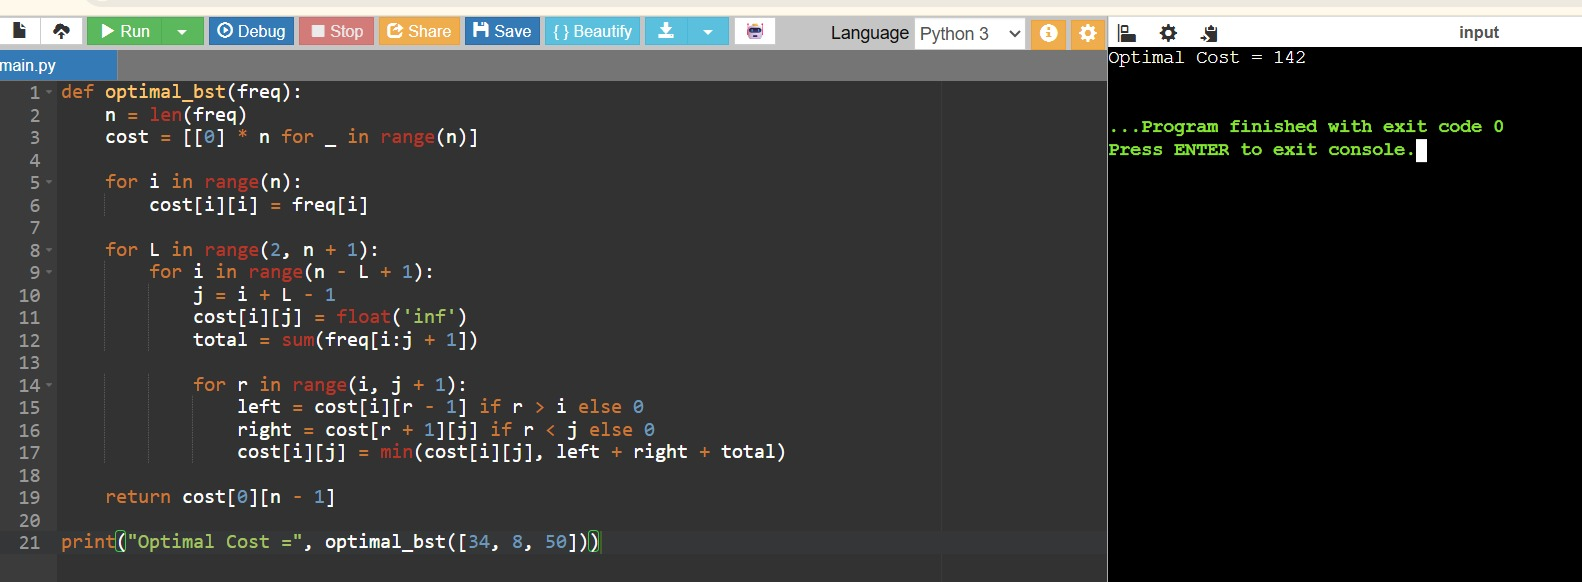 Run Debug Stop Share Save { } Beautify Language Python 3 input
main.py
1 def optimal_bst(freq):
2     n = len(freq)
3     cost = [[0] * n for _ in range(n)]
4
5     for i in range(n):
6         cost[i][i] = freq[i]
7
8     for L in range(2, n + 1):
9         for i in range(n - L + 1):
10             j = i + L - 1
11             cost[i][j] = float('inf')
12             total = sum(freq[i:j + 1])
13
14             for r in range(i, j + 1):
15                 left = cost[i][r - 1] if r > i else 0
16                 right = cost[r + 1][j] if r < j else 0
17                 cost[i][j] = min(cost[i][j], left + right + total)
18
19     return cost[0][n - 1]
20
21 print("Optimal Cost =", optimal_bst([34, 8, 50]))
Optimal Cost = 142
...Program finished with exit code 0
Press ENTER to exit console.